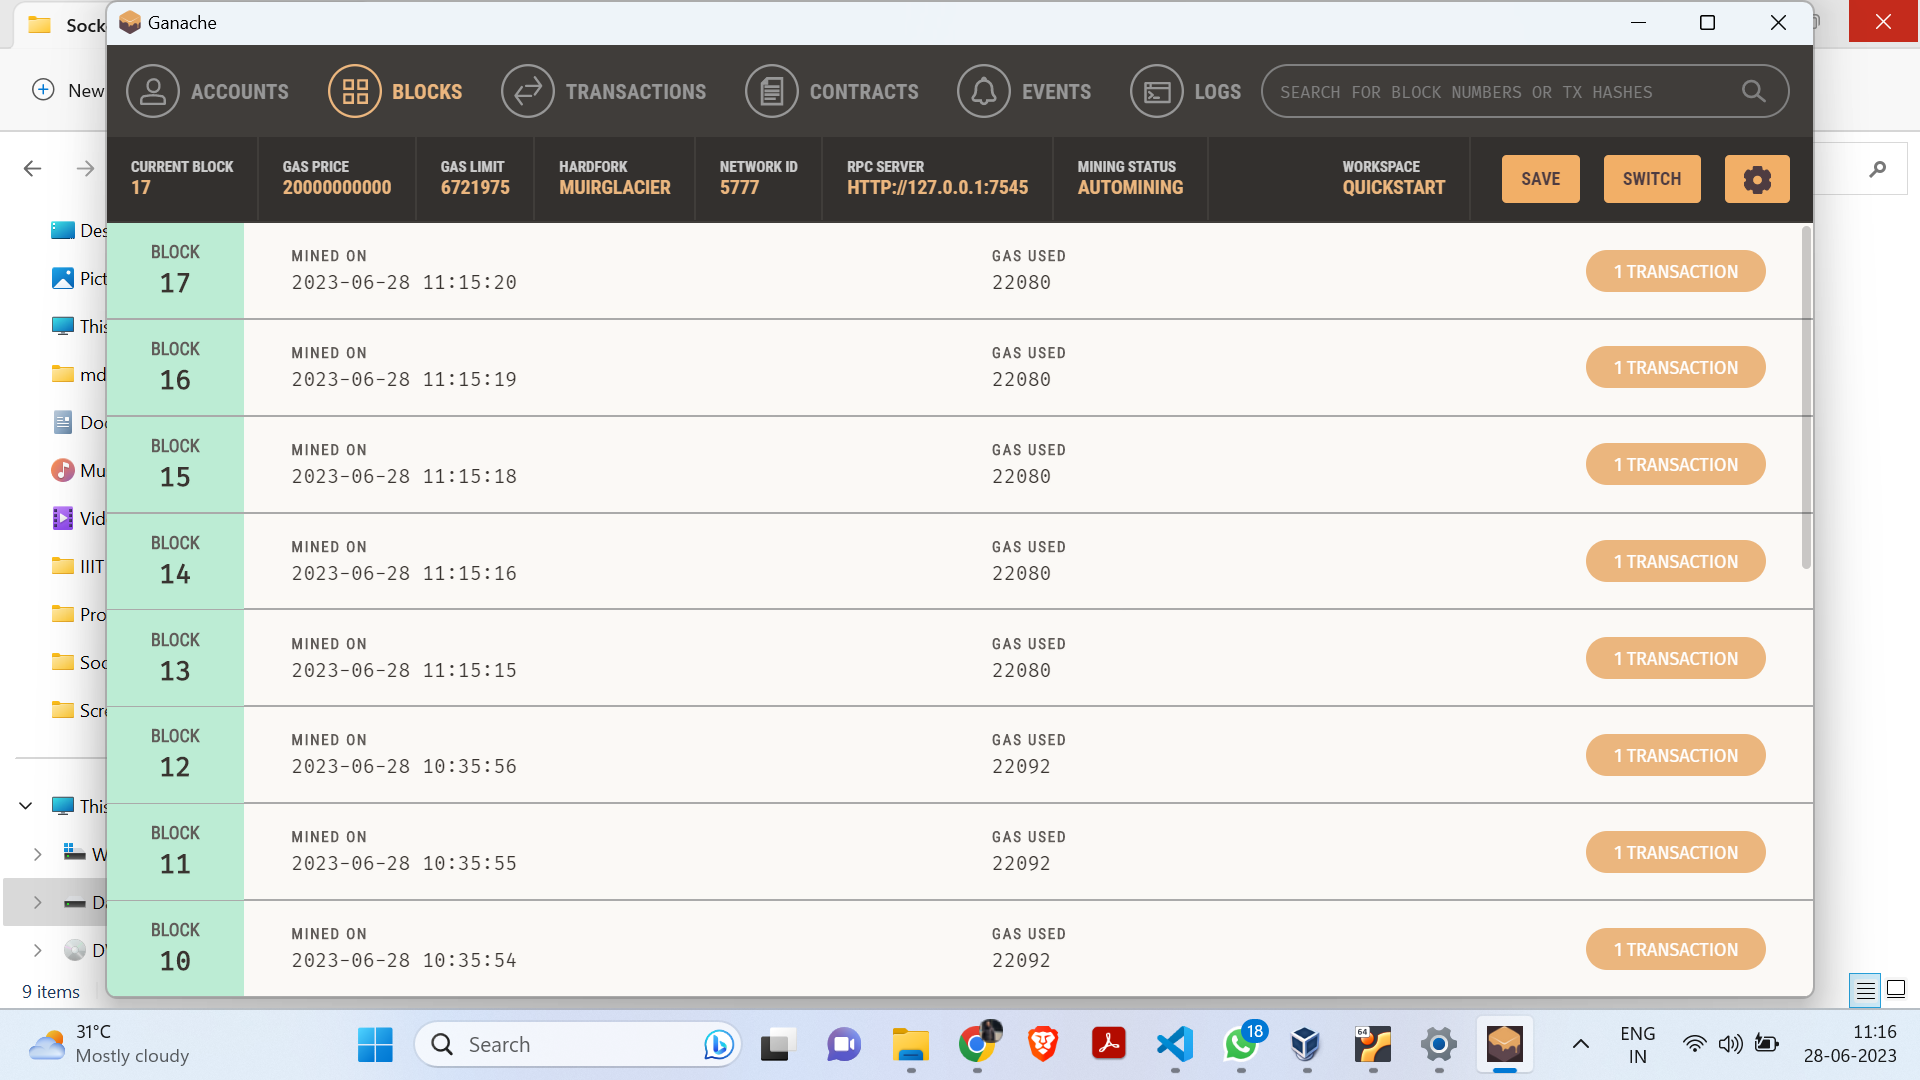 Ganache
New
ACCOUNTS BLOCKS TRANSACTIONS CONTRACTS EVENTS LOGS SEARCH FOR BLOCK NUMBERS OR TX HASHES
CURRENT BLOCK
17
GAS PRICE
20000000000
GAS LIMIT
6721975
HARDFORK
MUIRGLACIER
NETWORK ID
5777
RPC SERVER
HTTP://127.0.0.1:7545
MINING STATUS
AUTOMINING
WORKSPACE
QUICKSTART
SAVE
SWITCH
BLOCK
17
MINED ON
2023-06-28 11:15:20
GAS USED
22080
1 TRANSACTION
BLOCK
16
MINED ON
2023-06-28 11:15:19
GAS USED
22080
1 TRANSACTION
BLOCK
15
MINED ON
2023-06-28 11:15:18
GAS USED
22080
1 TRANSACTION
BLOCK
14
MINED ON
2023-06-28 11:15:16
GAS USED
22080
1 TRANSACTION
BLOCK
13
MINED ON
2023-06-28 11:15:15
GAS USED
22080
1 TRANSACTION
BLOCK
12
MINED ON
2023-06-28 10:35:56
GAS USED
22092
1 TRANSACTION
BLOCK
11
MINED ON
2023-06-28 10:35:55
GAS USED
22092
1 TRANSACTION
BLOCK
10
MINED ON
2023-06-28 10:35:54
GAS USED
22092
1 TRANSACTION
Sock
Des
Pict
This
md
Doc
Mu
Vid
IIIT
Pro
Soc
Scre
This
W
Da
D
9 items
31°C
Mostly cloudy
Search
64
18
ENG
IN
11:16
28-06-2023